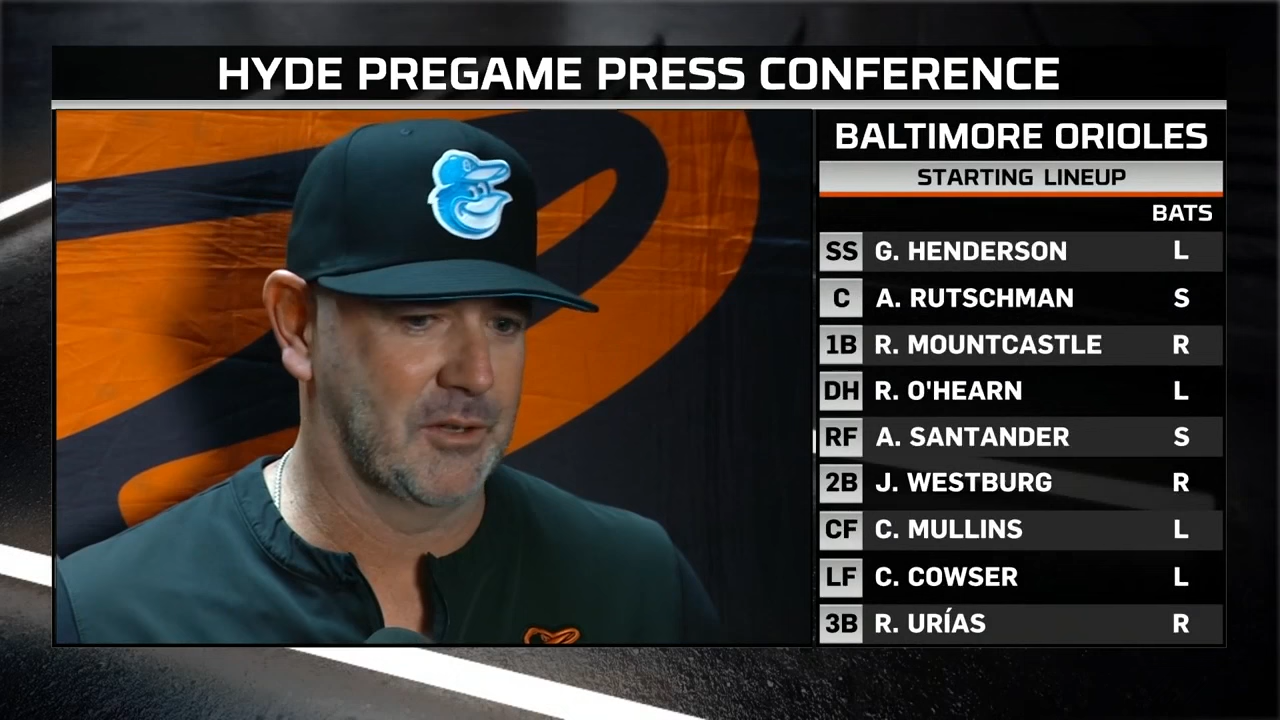 HYDE PREGAME PRESS CONFERENCE
BALTIMORE ORIOLES
STARTING LINEUP
BATS
SS G. HENDERSON L
C A. RUTSCHMAN S
1B R. MOUNTCASTLE R
DH R. O'HEARN L
RF A. SANTANDER S
2B J. WESTBURG R
CF C. MULLINS L
LF C. COWSER L
3B R. URÍAS R